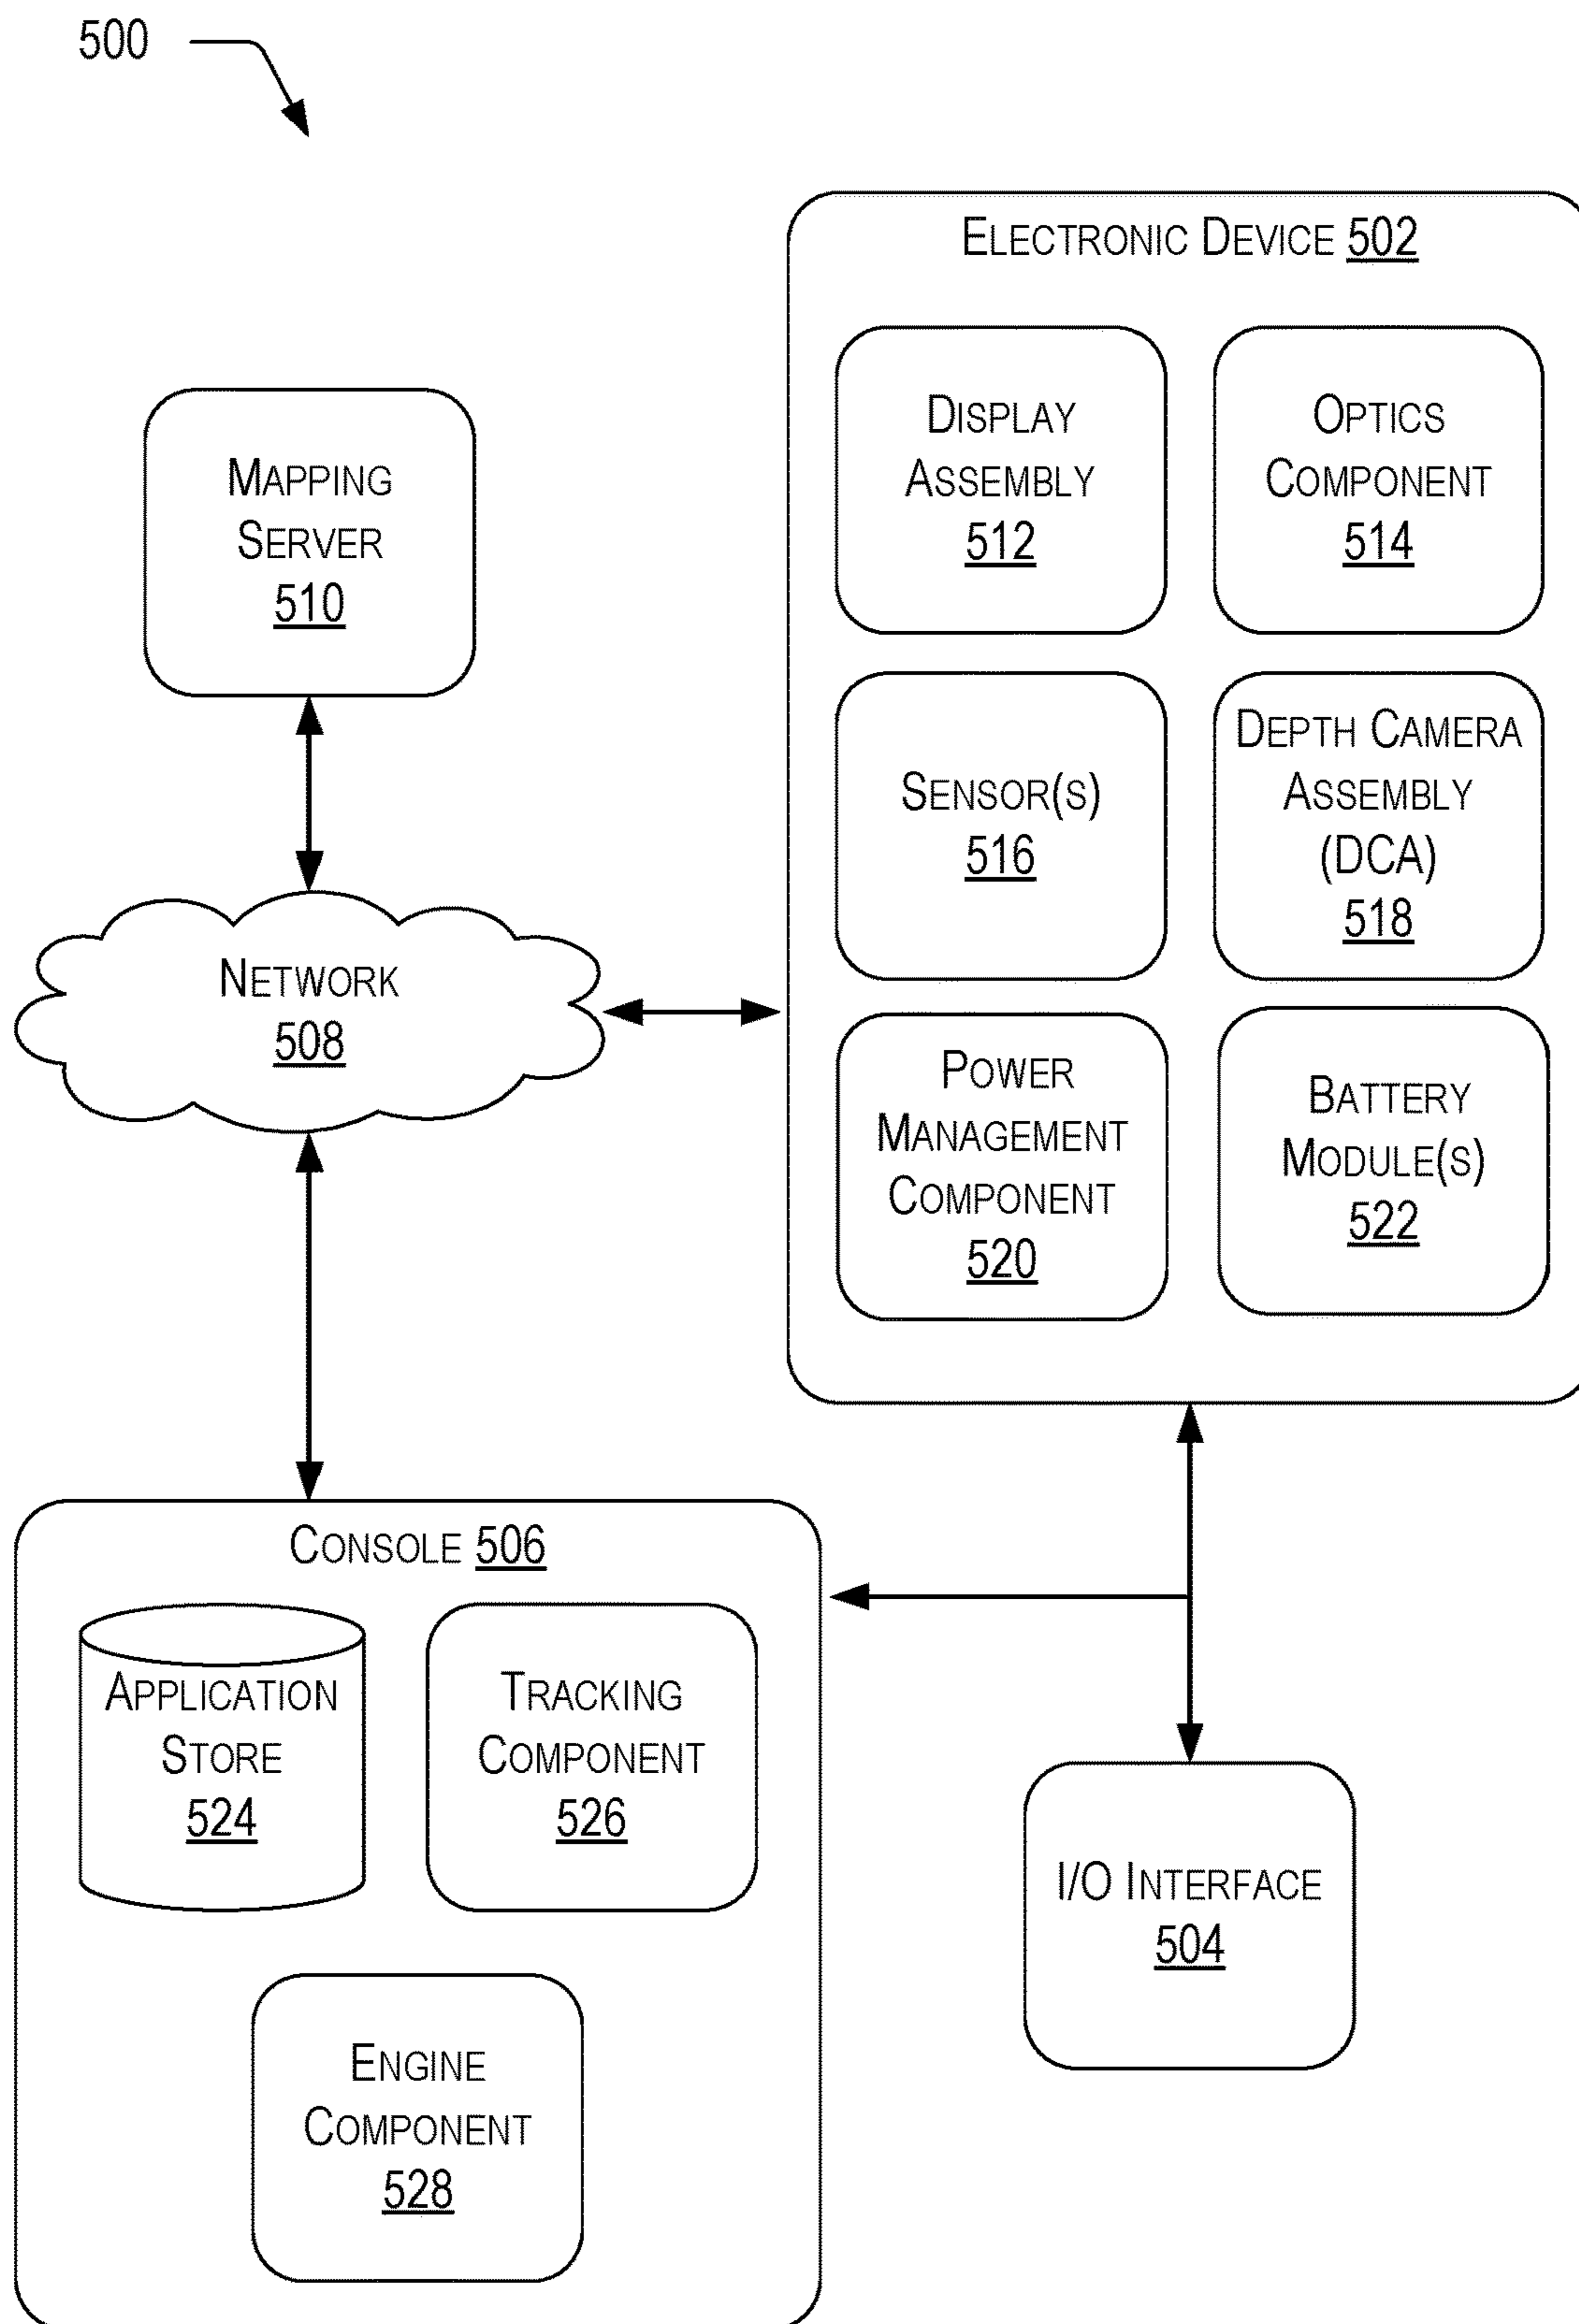 500
Electronic Device 502
Display
Assembly
512
Optics
Component
514
Mapping
Server
510
Sensor(s)
516
Depth Camera
Assembly
(DCA)
518
Network
508
Power
Management
Component
520
Battery
Module(s)
522
Console 506
Application
Store
524
Tracking
Component
526
I/O Interface
504
Engine
Component
528